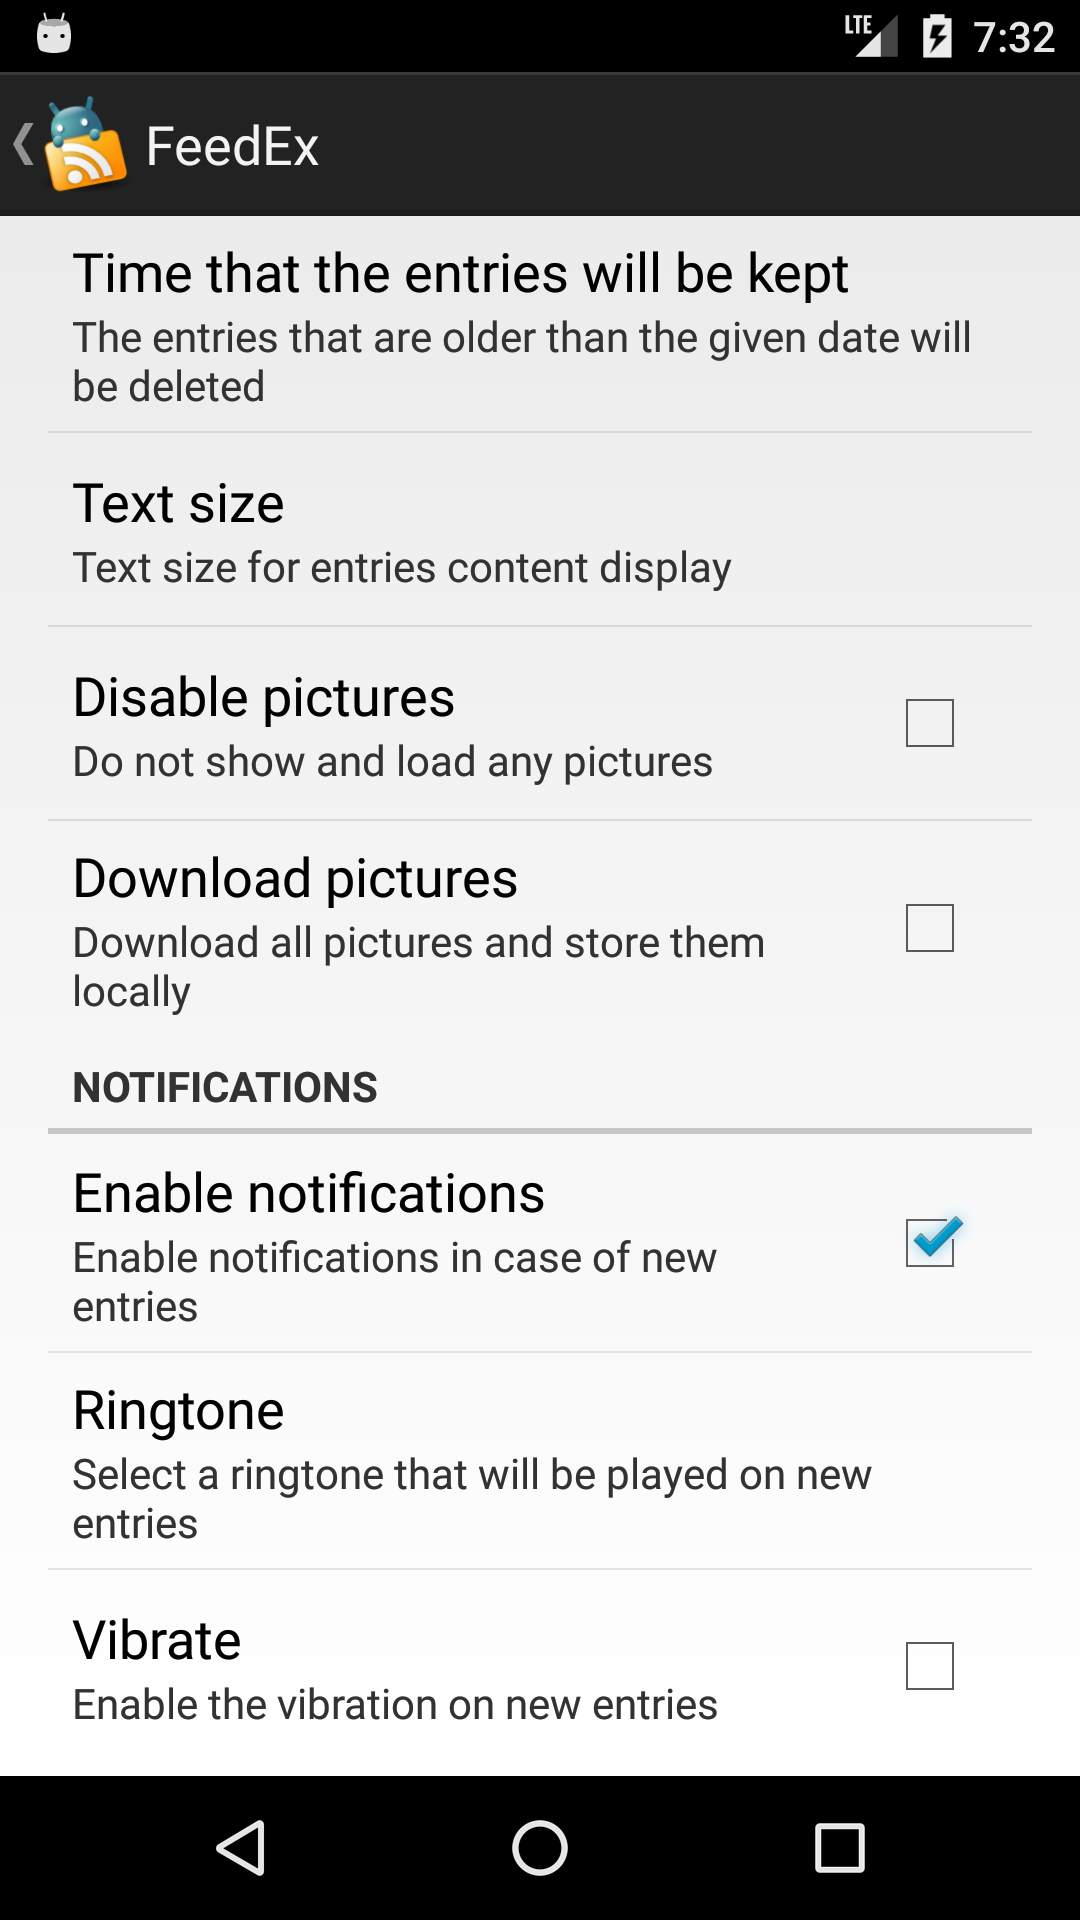 LTE 7:32
FeedEx
Time that the entries will be kept
The entries that are older than the given date will
be deleted
Text size
Text size for entries content display
Disable pictures
Do not show and load any pictures
Download pictures
Download all pictures and store them
locally
NOTIFICATIONS
Enable notifications
Enable notifications in case of new
entries
Ringtone
Select a ringtone that will be played on new
entries
Vibrate
Enable the vibration on new entries